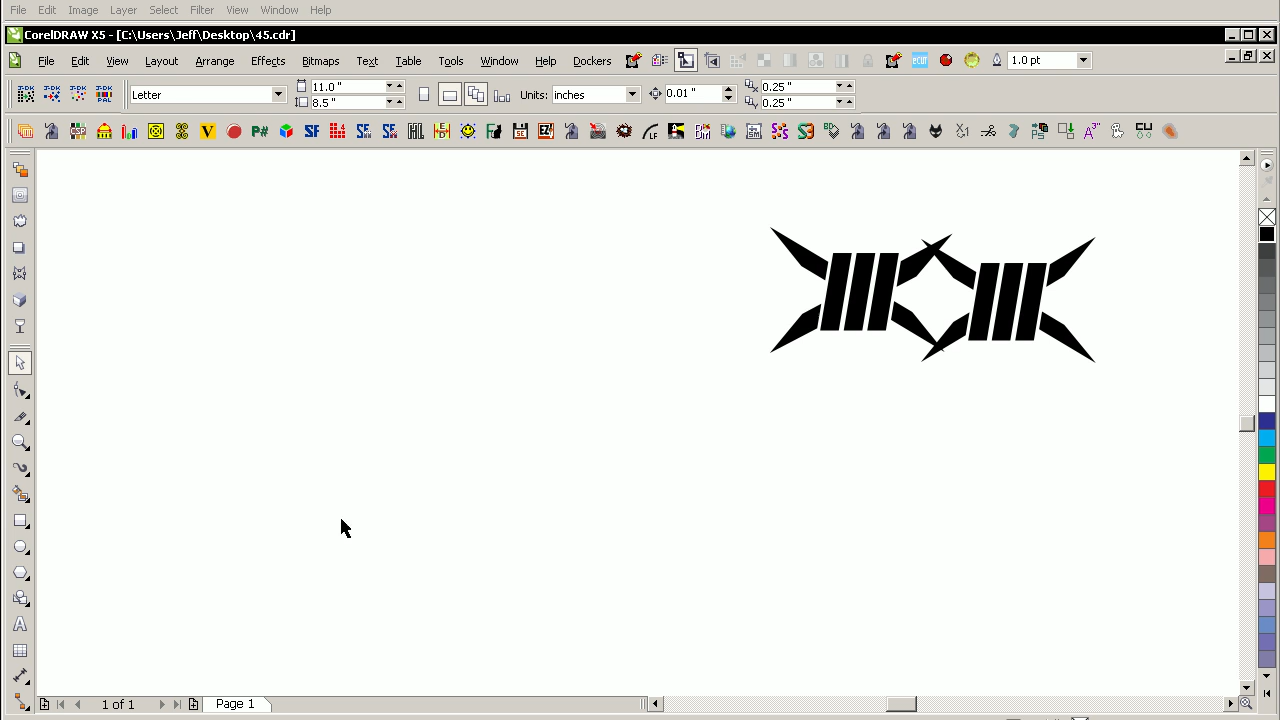 File Edit Image Layer Select Filter View Window Help
CorelDRAW X5 - [C:\Users\Jeff\Desktop\45.cdr]
File Edit View Layout Arrange Effects Bitmaps Text Table Tools Window Help Dockers 1.0 pt
Letter 11.0 " 8.5 " Units: inches 0.01 " 0.25 " 0.25 "
1 of 1 Page 1